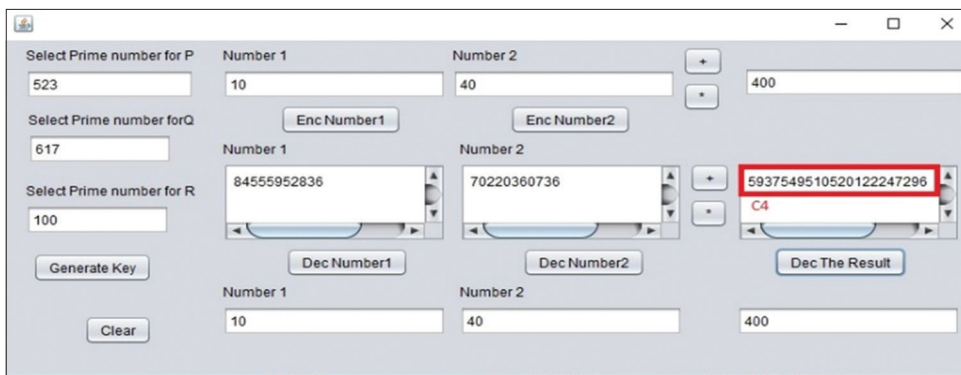 Select Prime number for P
523
Select Prime number forQ
617
Select Prime number for R
100
Generate Key
Clear
Number 1
10
Enc Number1
Number 2
40
Enc Number2
+
*
400
Number 1
84555952836
Dec Number1
Number 2
70220360736
Dec Number2
+
*
5937549510520122247296
C4
Dec The Result
Number 1
10
Number 2
40
400